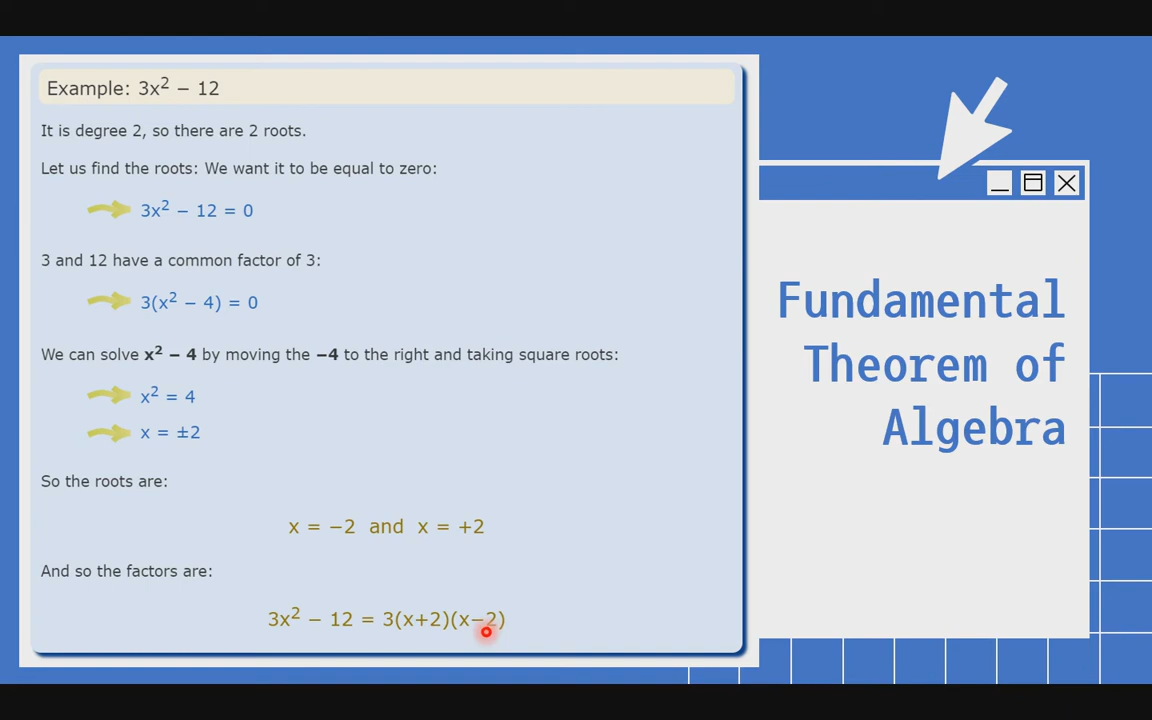 Example: 3x² − 12
It is degree 2, so there are 2 roots.
Let us find the roots: We want it to be equal to zero:
3x² − 12 = 0
3 and 12 have a common factor of 3:
3(x² − 4) = 0
We can solve x² − 4 by moving the −4 to the right and taking square roots:
x² = 4
x = ±2
So the roots are:
x = −2 and x = +2
And so the factors are:
3x² − 12 = 3(x+2)(x−2)
Fundamental
Theorem of
Algebra